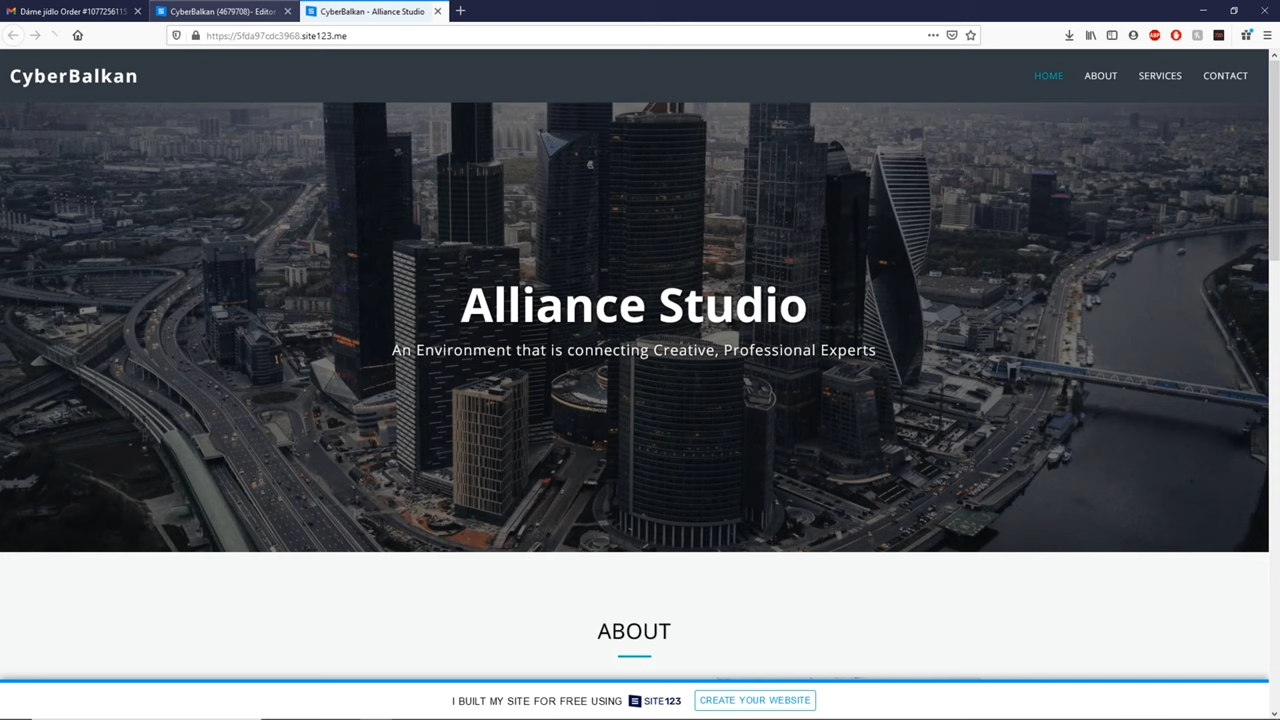 Dáme jídlo Order #1077256115
CyberBalkan (4679708)- Editor
CyberBalkan - Alliance Studio
https://5fda97cdc3968.site123.me
CyberBalkan
HOME
ABOUT
SERVICES
CONTACT
Alliance Studio
An Environment that is connecting Creative, Professional Experts
ABOUT
I BUILT MY SITE FOR FREE USING SITE123
CREATE YOUR WEBSITE